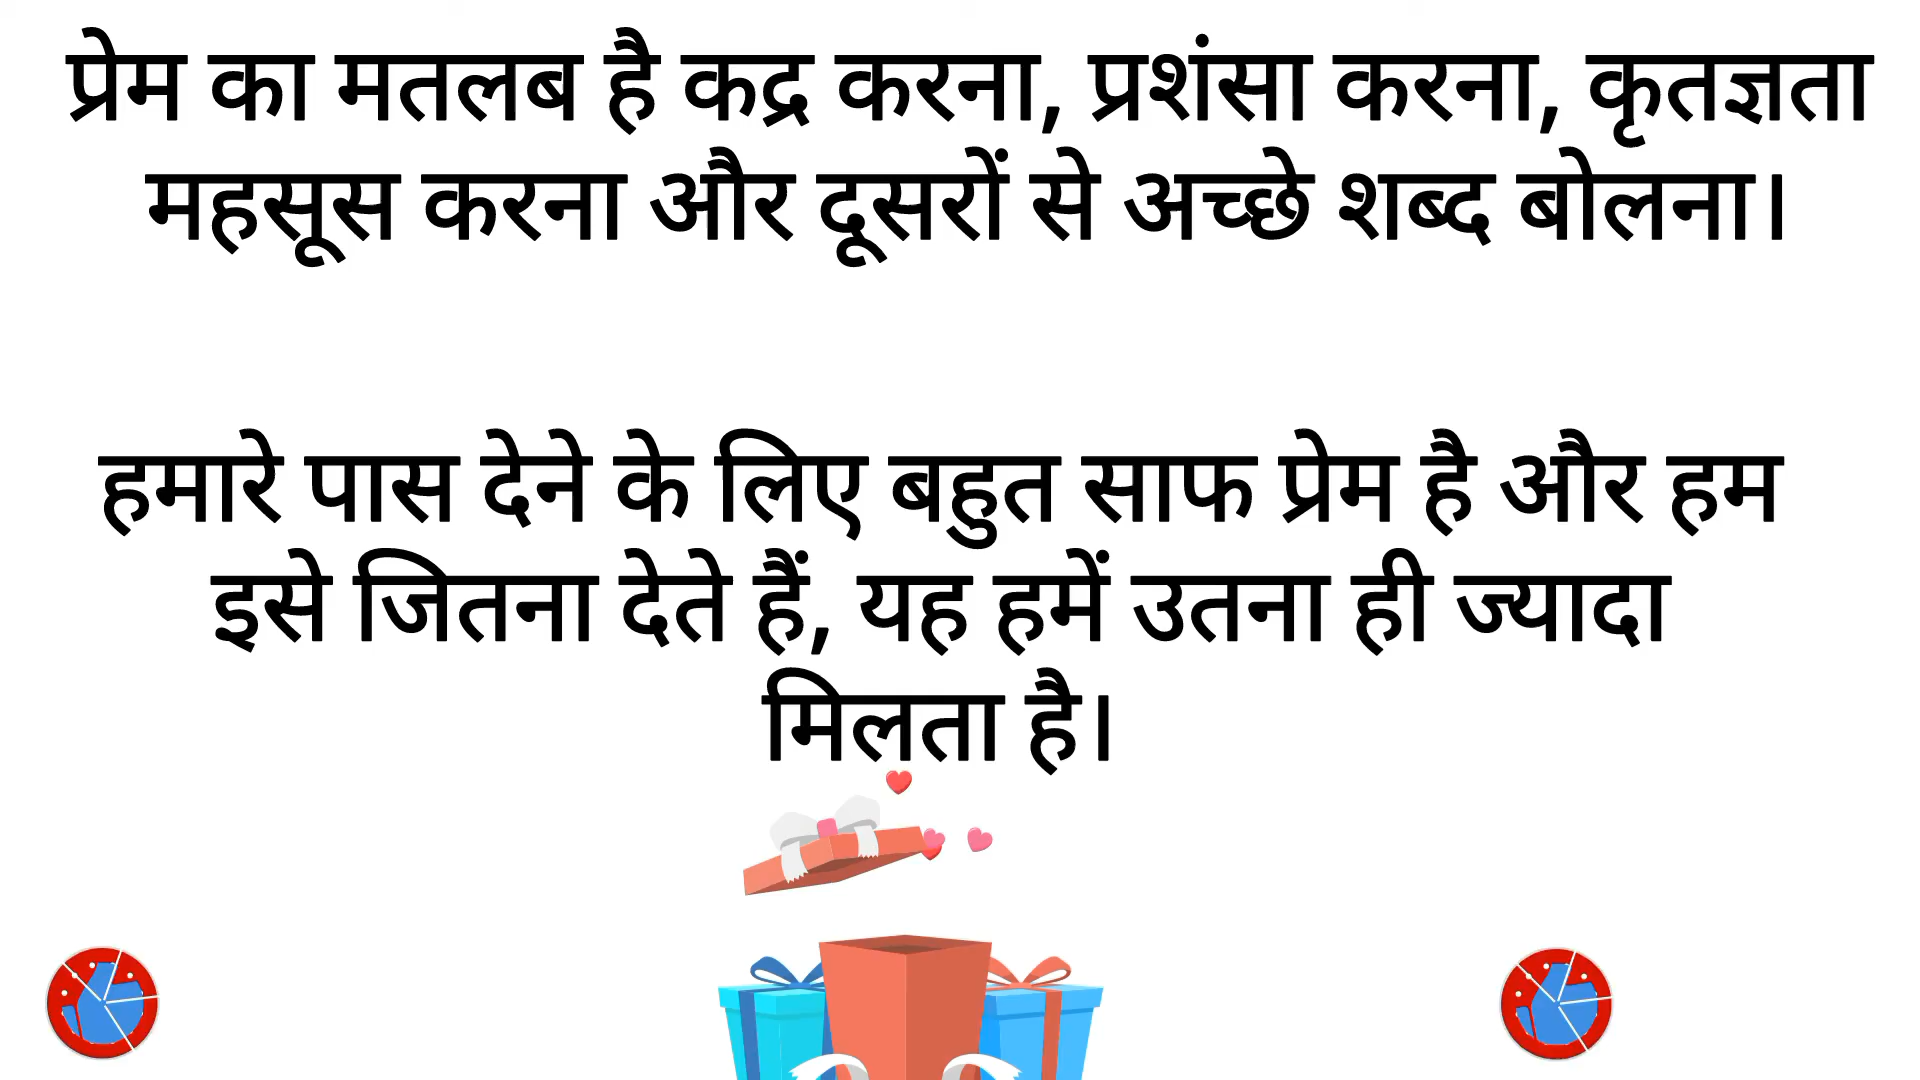 प्रेम का मतलब है कद्र करना, प्रशंसा करना, कृतज्ञता
महसूस करना और दूसरों से अच्छे शब्द बोलना।
हमारे पास देने के लिए बहुत साफ प्रेम है और हम
इसे जितना देते हैं, यह हमें उतना ही ज्यादा
मिलता है।